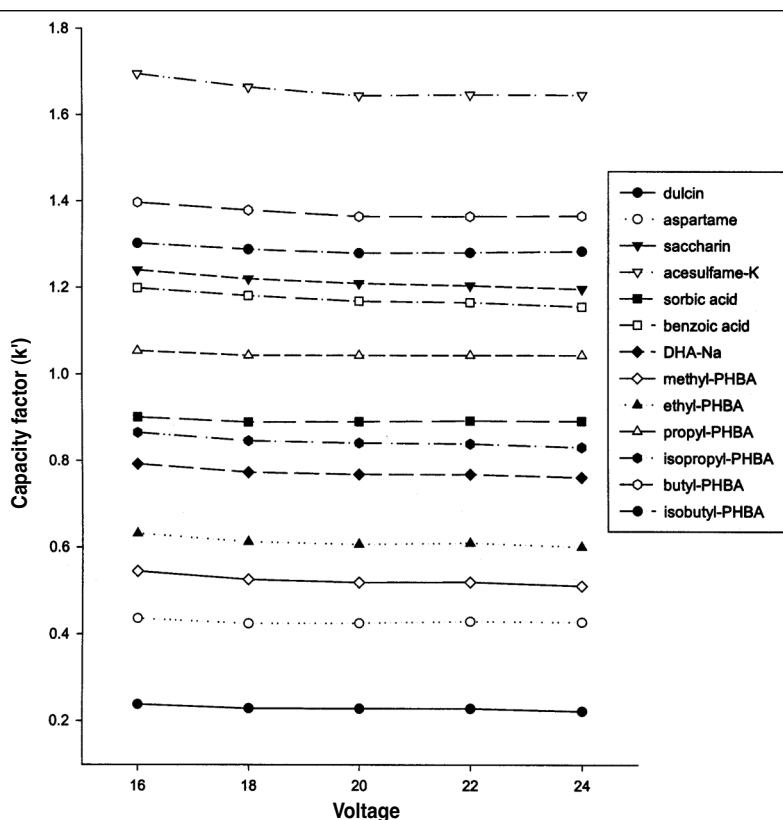 1.8
1.6
1.4
1.2
1.0
0.8
0.6
0.4
0.2
Capacity factor (k')
16 18 20 22 24
Voltage
dulcin
aspartame
saccharin
acesulfame-K
sorbic acid
benzoic acid
DHA-Na
methyl-PHBA
ethyl-PHBA
propyl-PHBA
isopropyl-PHBA
butyl-PHBA
isobutyl-PHBA